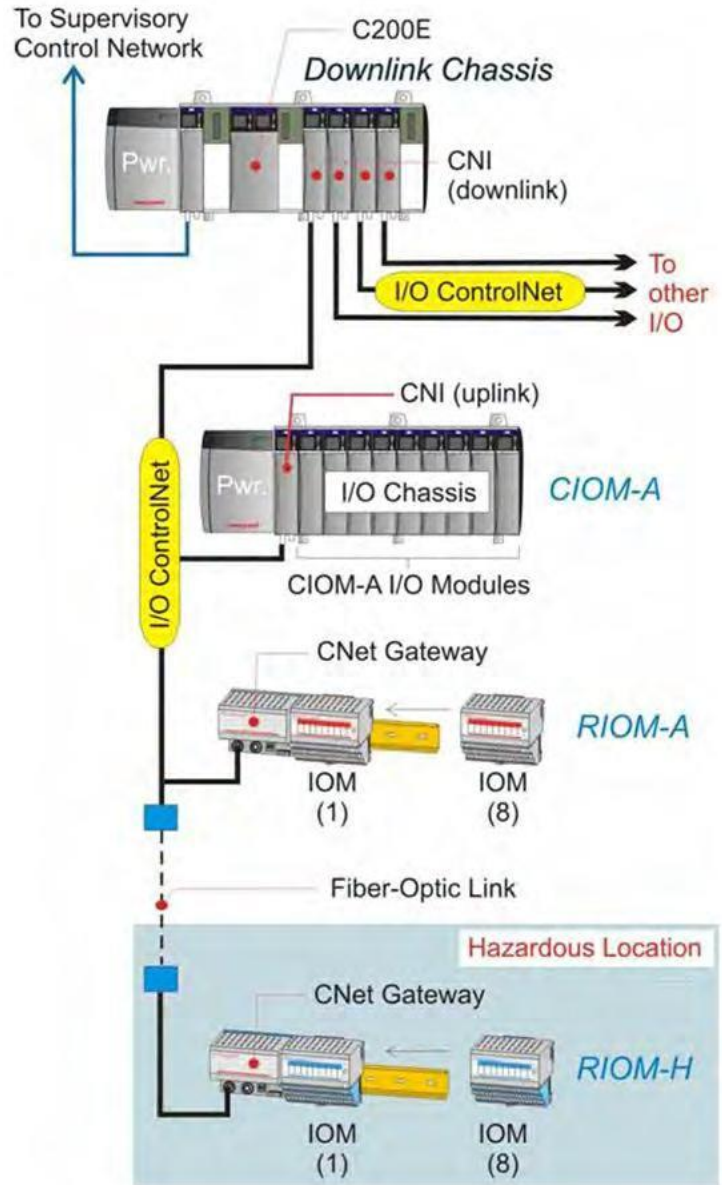 To Supervisory
Control Network
C200E
Downlink Chassis
Pwr.
CNI
(downlink)
To
other
I/O
I/O ControlNet
CNI (uplink)
I/O ControlNet
Pwr.
I/O Chassis
CIOM-A
CIOM-A I/O Modules
CNet Gateway
RIOM-A
IOM
(1)
IOM
(8)
Fiber-Optic Link
Hazardous Location
CNet Gateway
RIOM-H
IOM
(1)
IOM
(8)